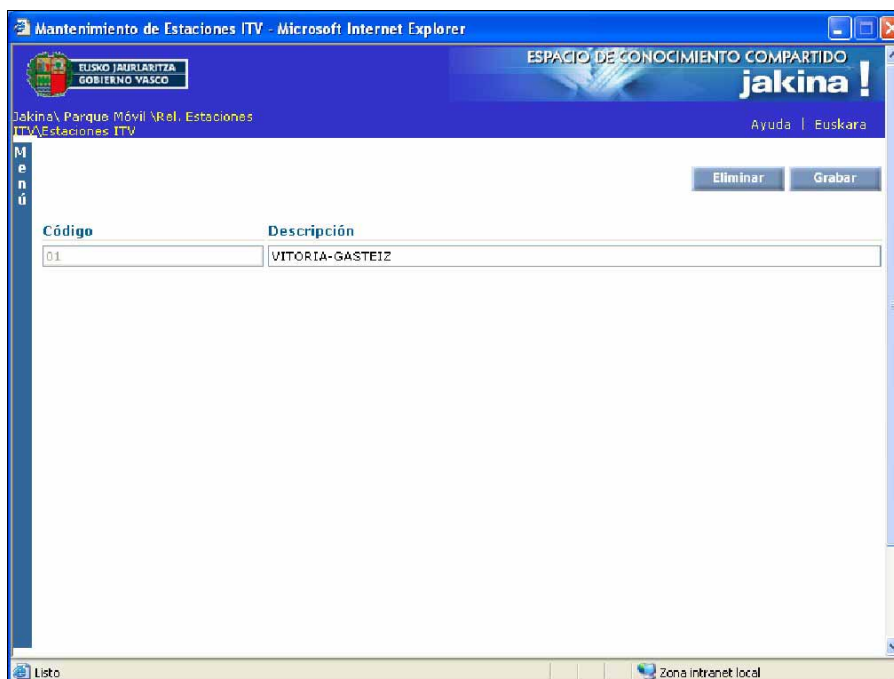 Mantenimiento de Estaciones ITV - Microsoft Internet Explorer
EUSKO JAURLARITZA
GOBIERNO VASCO
ESPACIO DE CONOCIMIENTO COMPARTIDO
jakina!
Jakina\ Parque Móvil \Rel. Estaciones
ITV\Estaciones ITV
Ayuda | Euskara
Menú
Eliminar Grabar
Código Descripción
01 VITORIA-GASTEIZ
Listo Zona intranet local